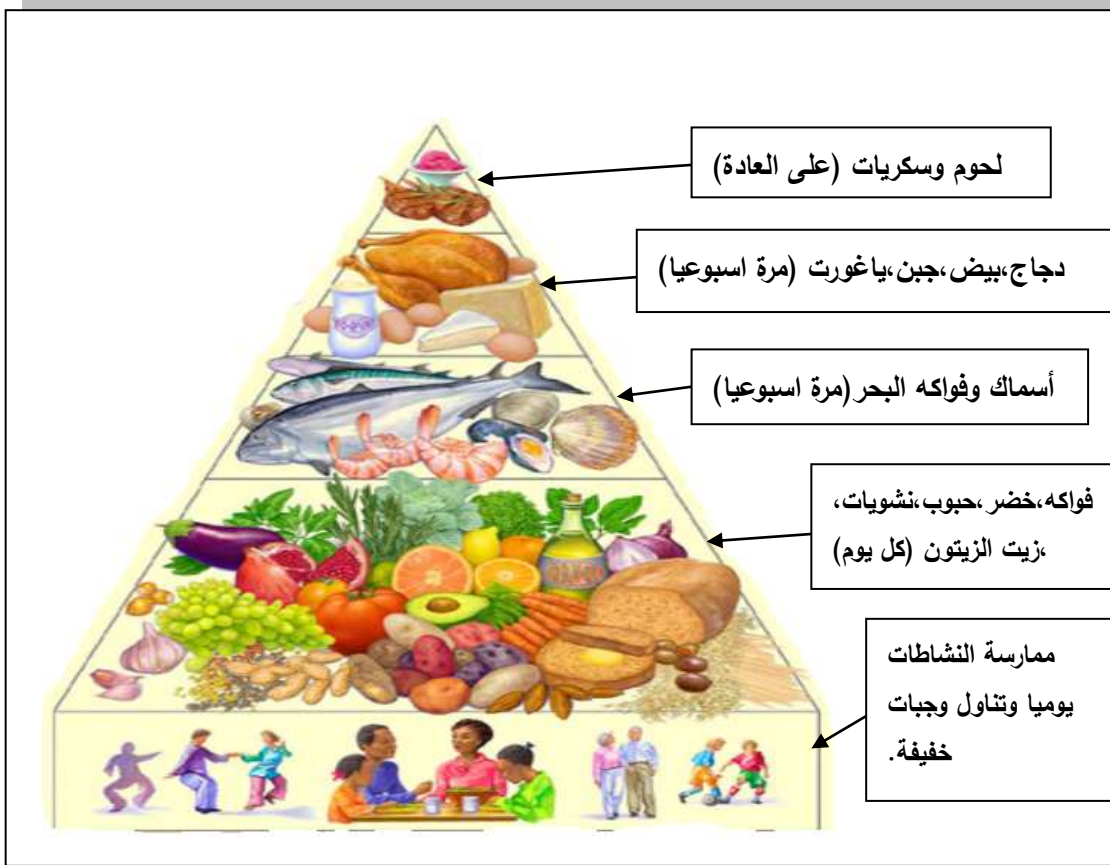 لحوم وسكريات (على العادة)
دجاج،بيض،جبن،ياغورت (مرة اسبوعيا)
أسماك وفواكه البحر(مرة اسبوعيا)
فواكه،خضر،حبوب،نشويات،
،زيت الزيتون (كل يوم)
ممارسة النشاطات
يوميا وتناول وجبات
خفيفة.